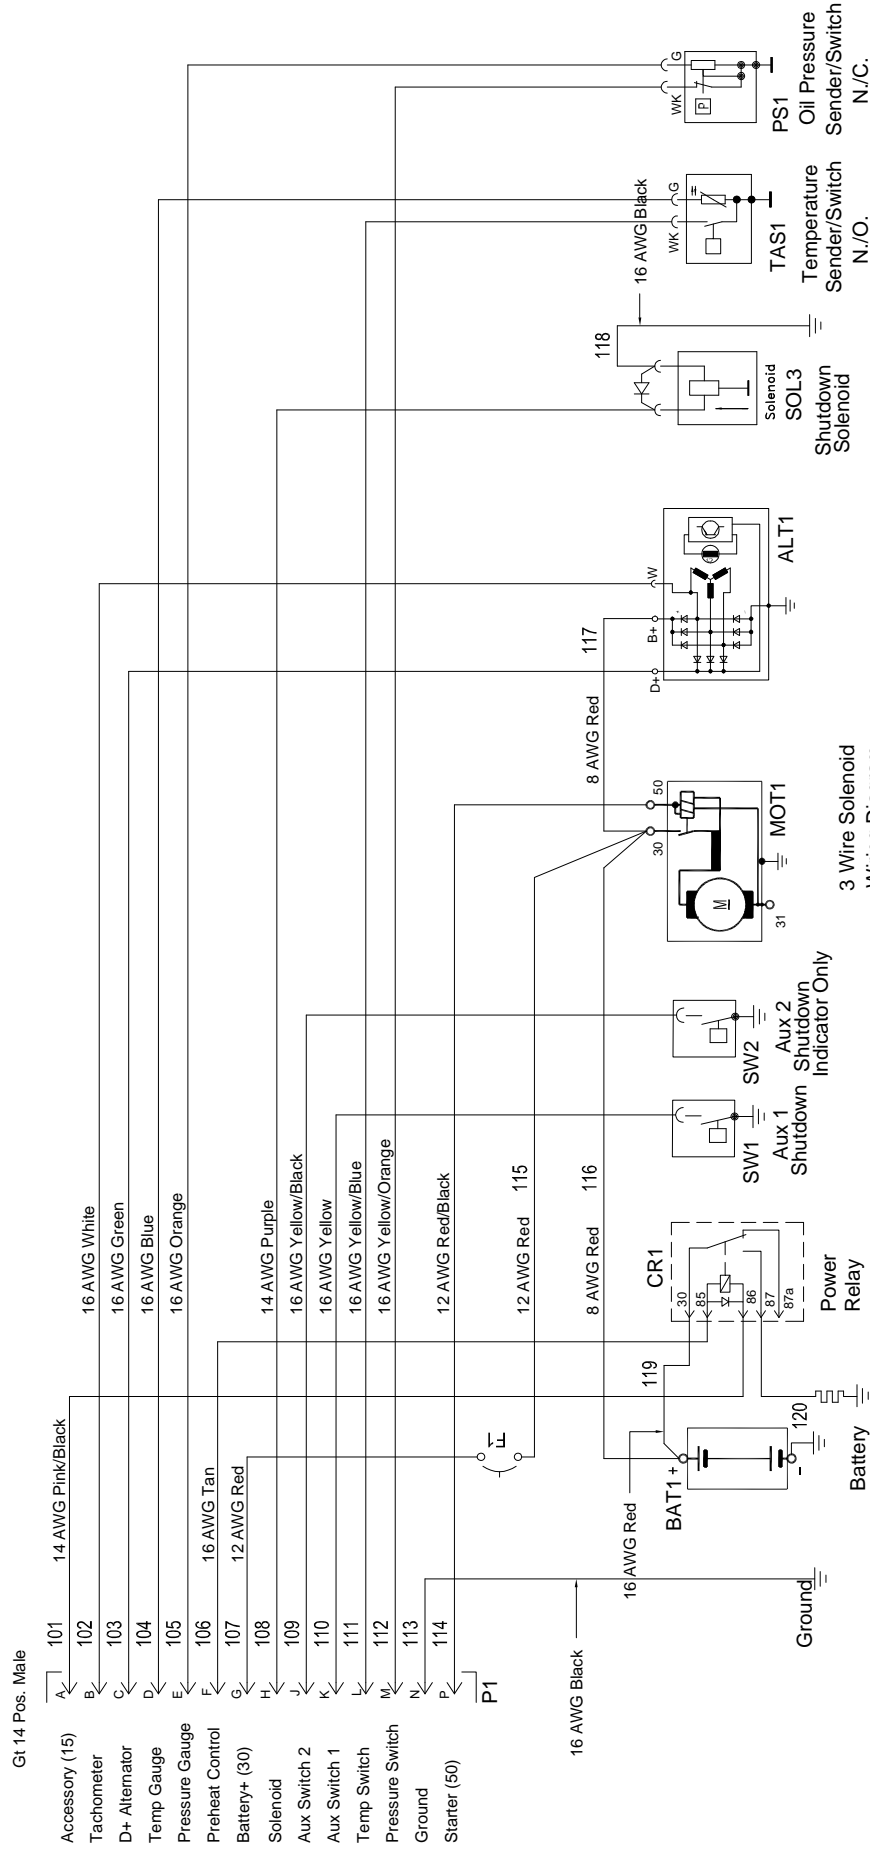 Gt 14 Pos. Male
Accessory (15)
A
101
14 AWG Pink/Black
Tachometer
B
102
16 AWG White
D+ Alternator
C
103
16 AWG Green
Temp Gauge
D
104
16 AWG Blue
Pressure Gauge
E
105
16 AWG Orange
Preheat Control
F
106
16 AWG Tan
Battery+ (30)
G
107
12 AWG Red
Solenoid
H
108
14 AWG Purple
Aux Switch 2
J
109
16 AWG Yellow/Black
Aux Switch 1
K
110
16 AWG Yellow
Temp Switch
L
111
16 AWG Yellow/Blue
Pressure Switch
M
112
16 AWG Yellow/Orange
Ground
N
113
Starter (50)
P
114
12 AWG Red/Black
P1
16 AWG Black
Ground
F1
12 AWG Red
115
8 AWG Red
116
16 AWG Red
119
BAT1
+
-
120
Battery
CR1
30
85
86
87
87a
Power
Relay
SW1
Aux 1
Shutdown
SW2
Aux 2
Shutdown
Indicator Only
30
50
M
31
MOT1
8 AWG Red
117
D+
B+
W
G
ALT1
118
16 AWG Black
Solenoid
SOL3
Shutdown
Solenoid
WK
G
TAS1
Temperature
Sender/Switch
N./O.
WK
G
P
PS1
Oil Pressure
Sender/Switch
N./C.
3 Wire Solenoid
Wiring Diagram